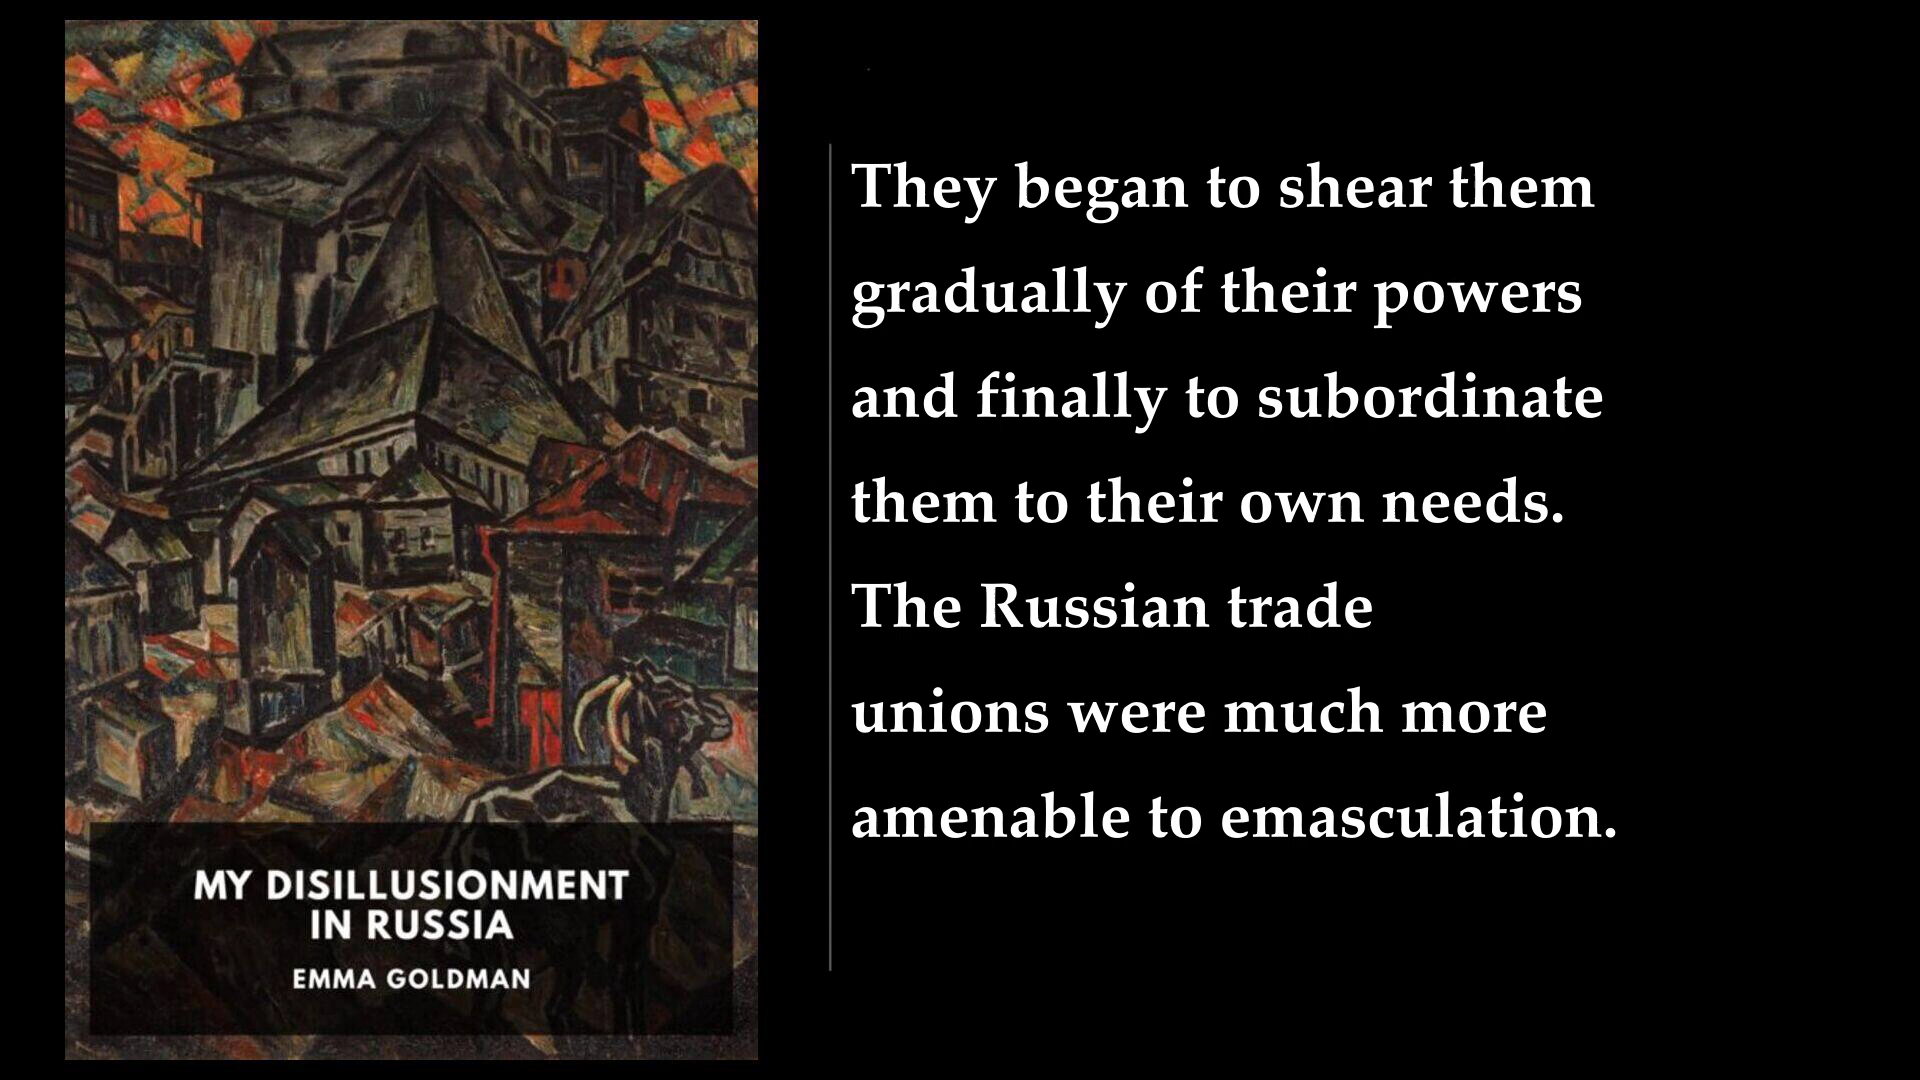 MY DISILLUSIONMENT
IN RUSSIA
EMMA GOLDMAN
They began to shear them
gradually of their powers
and finally to subordinate
them to their own needs.
The Russian trade
unions were much more
amenable to emasculation.